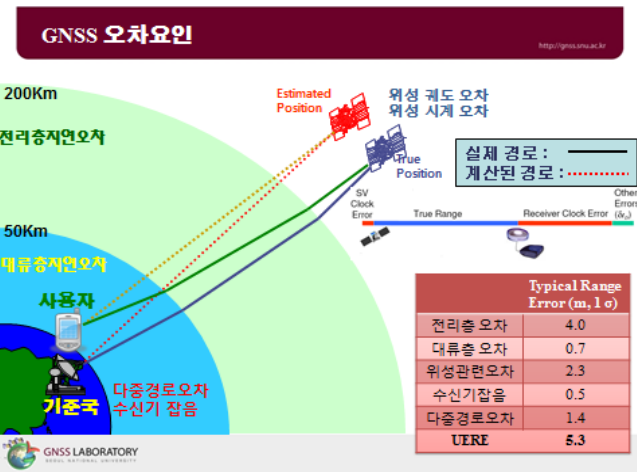 GNSS 오차요인
http://gnss.snu.ac.kr
200Km
전리층지연오차
Estimated
Position
위성 궤도 오차
위성 시계 오차
True
Position
실제 경로 :
계산된 경로 :
SV
Clock
Error
True Range
Receiver Clock Error
Other
Errors
50Km
대류층지연오차
사용자
기준국
다중경로오차
수신기 잡음
Typical Range
Error (m, 1 σ)
전리층 오차 4.0
대류층 오차 0.7
위성관련오차 2.3
수신기잡음 0.5
다중경로오차 1.4
UERE 5.3
GNSS LABORATORY
SEOUL NATIONAL UNIVERSITY